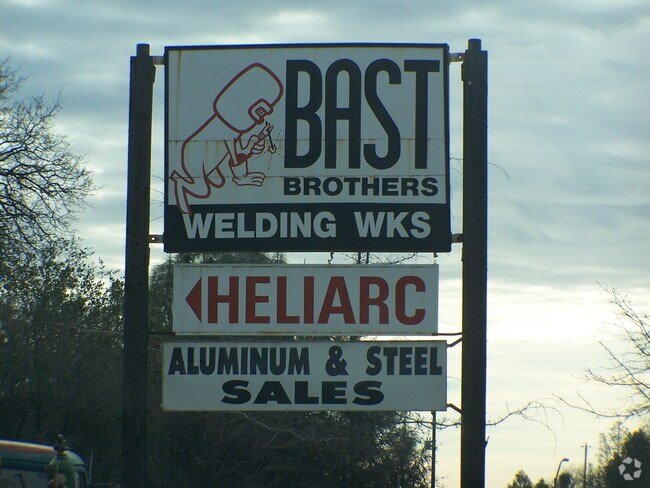 BAST
BROTHERS
WELDING WKS
HELIARC
ALUMINUM & STEEL
SALES